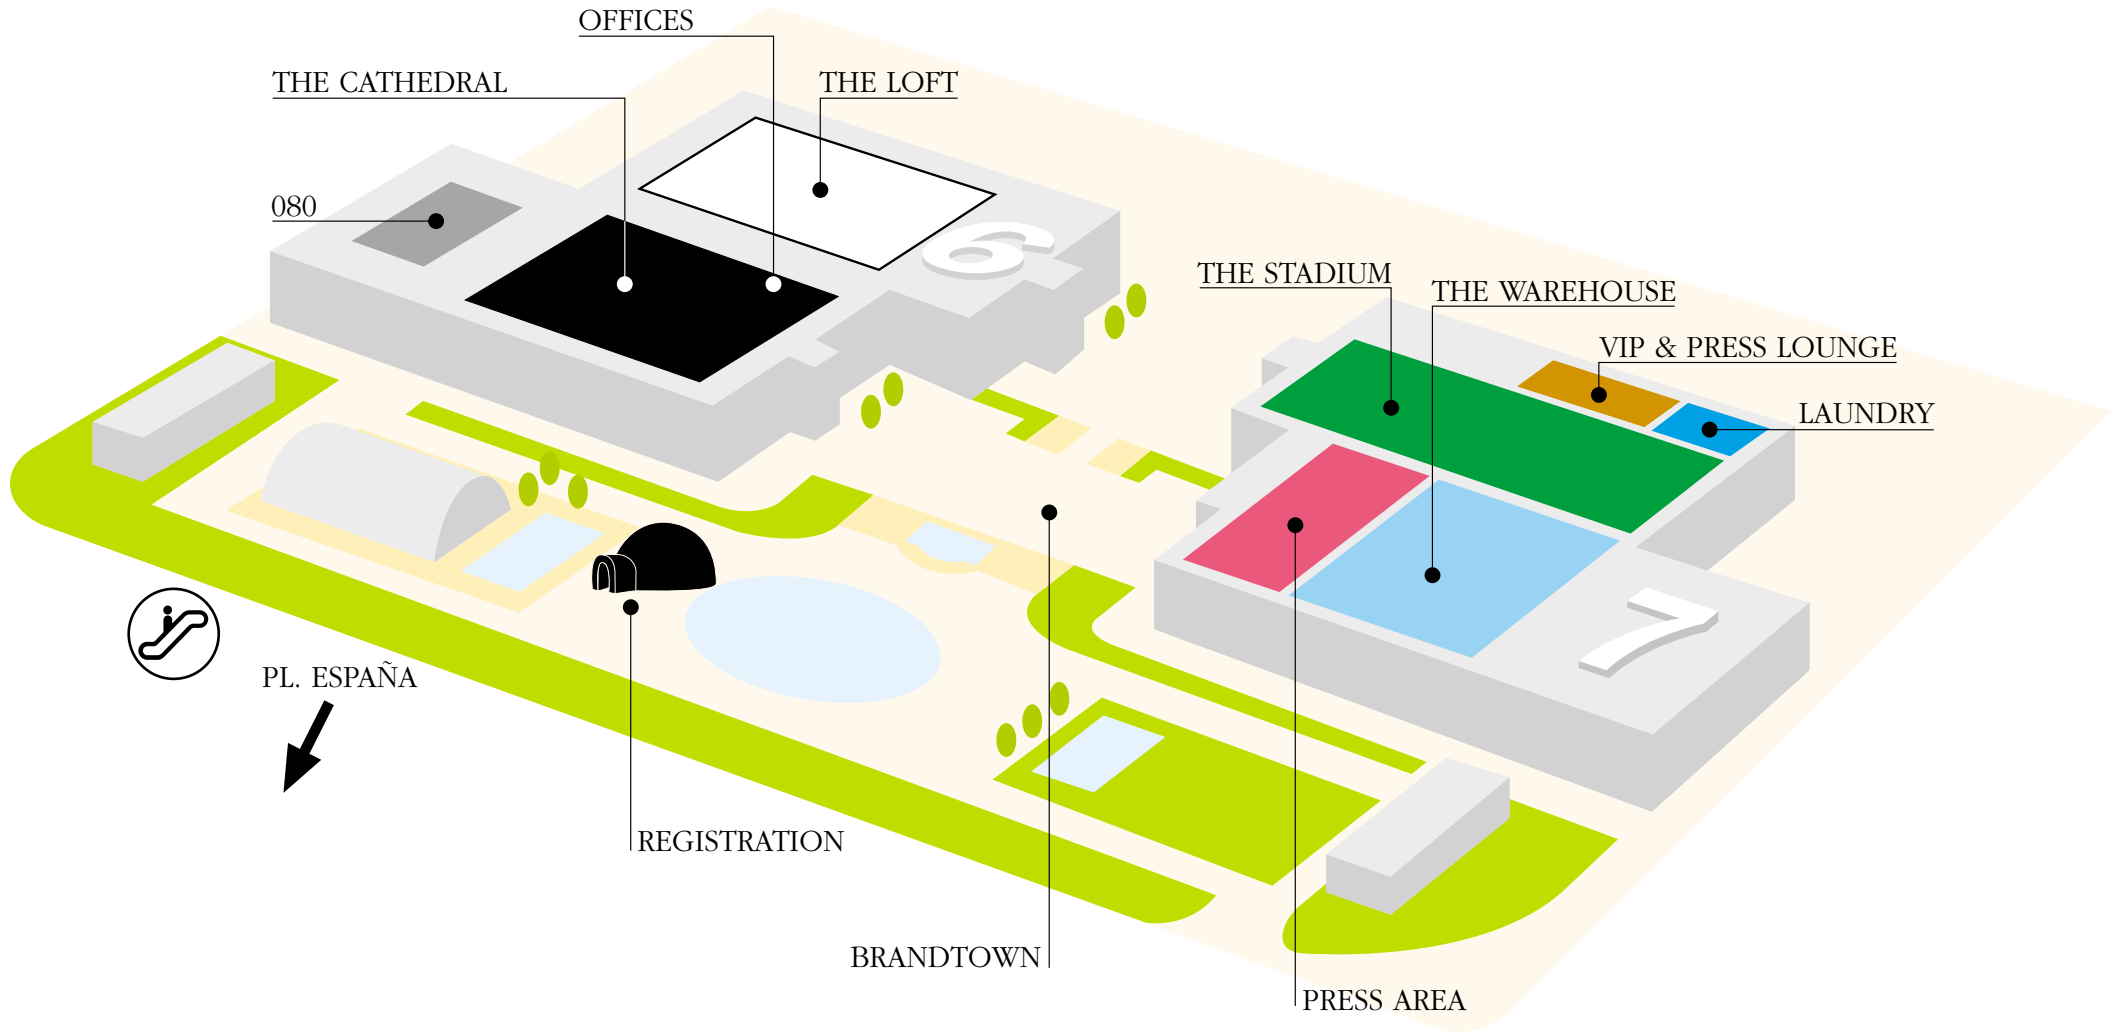 OFFICES
THE CATHEDRAL
THE LOFT
080
6
THE STADIUM
THE WAREHOUSE
VIP & PRESS LOUNGE
LAUNDRY
7
PL. ESPAÑA
REGISTRATION
BRANDTOWN
PRESS AREA